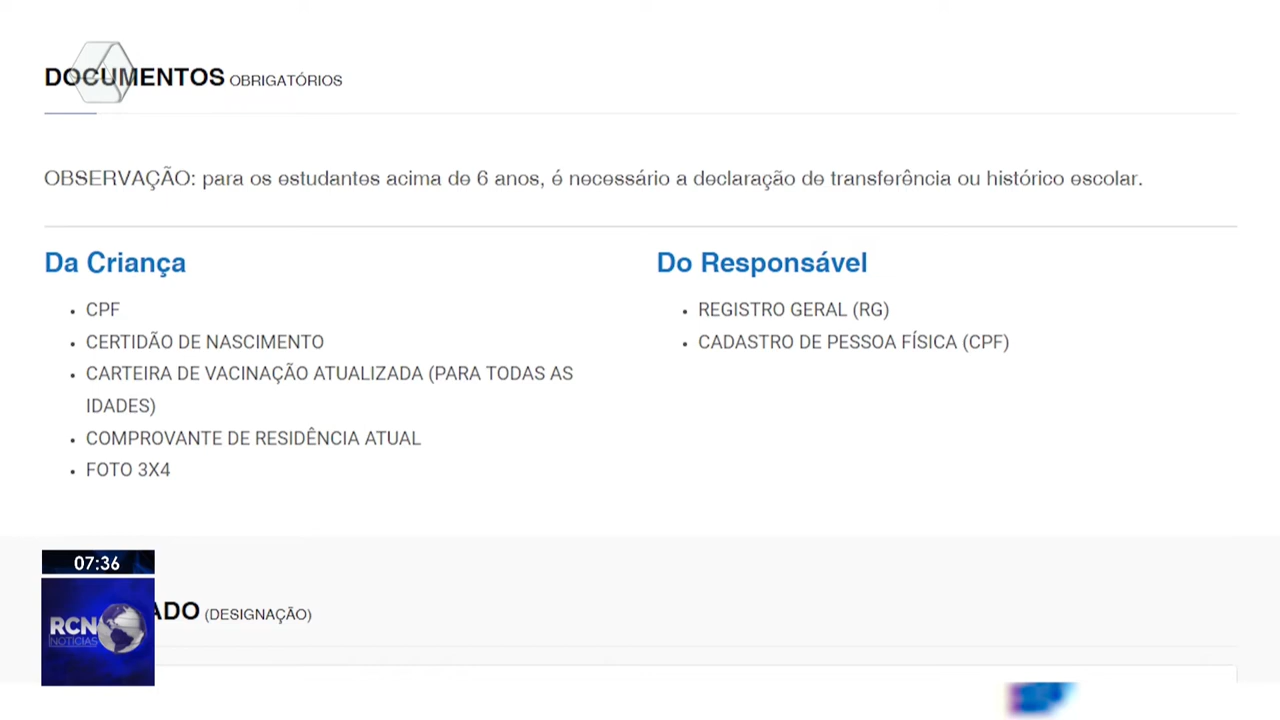 DOCUMENTOS OBRIGATÓRIOS
OBSERVAÇÃO: para os estudantes acima de 6 anos, é necessário a declaração de transferência ou histórico escolar.
Da Criança
CPF
CERTIDÃO DE NASCIMENTO
CARTEIRA DE VACINAÇÃO ATUALIZADA (PARA TODAS AS
IDADES)
COMPROVANTE DE RESIDÊNCIA ATUAL
FOTO 3X4
Do Responsável
REGISTRO GERAL (RG)
CADASTRO DE PESSOA FÍSICA (CPF)
07:36
RCN
NOTÍCIAS
(DESIGNAÇÃO)